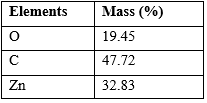 Elements Mass (%)
O 19.45
C 47.72
Zn 32.83